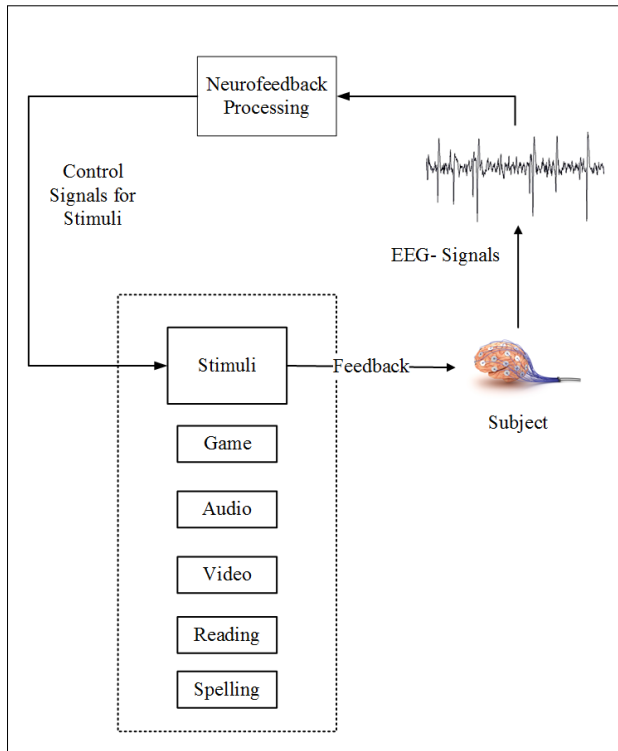 Neurofeedback
Processing
Control
Signals for
Stimuli
EEG- Signals
Stimuli
Feedback
Subject
Game
Audio
Video
Reading
Spelling